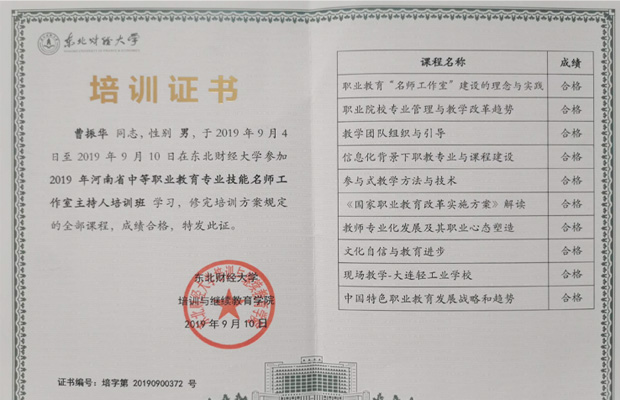 东北财经大学
培训证书
曹振华 同志，性别 男，于 2019 年 9 月 4
日至 2019 年 9 月 10 日在东北财经大学参加
2019 年河南省中等职业教育专业技能名师工
作室主持人培训班 学习，修完培训方案规定
的全部课程，成绩合格，特发此证。
东北财经大学
培训与继续教育学院
2019 年 9 月 10 日
证书编号：培字第 20190900372 号
课程名称 成绩
职业教育“名师工作室”建设的理念与实践 合格
职业院校专业管理与教学改革趋势 合格
教学团队组织与引导 合格
信息化背景下职教专业与课程建设 合格
参与式教学方法与技术 合格
《国家职业教育改革实施方案》解读 合格
教师专业化发展及其职业心态塑造 合格
文化自信与教育进步 合格
现场教学-大连轻工业学校 合格
中国特色职业教育发展战略和趋势 合格